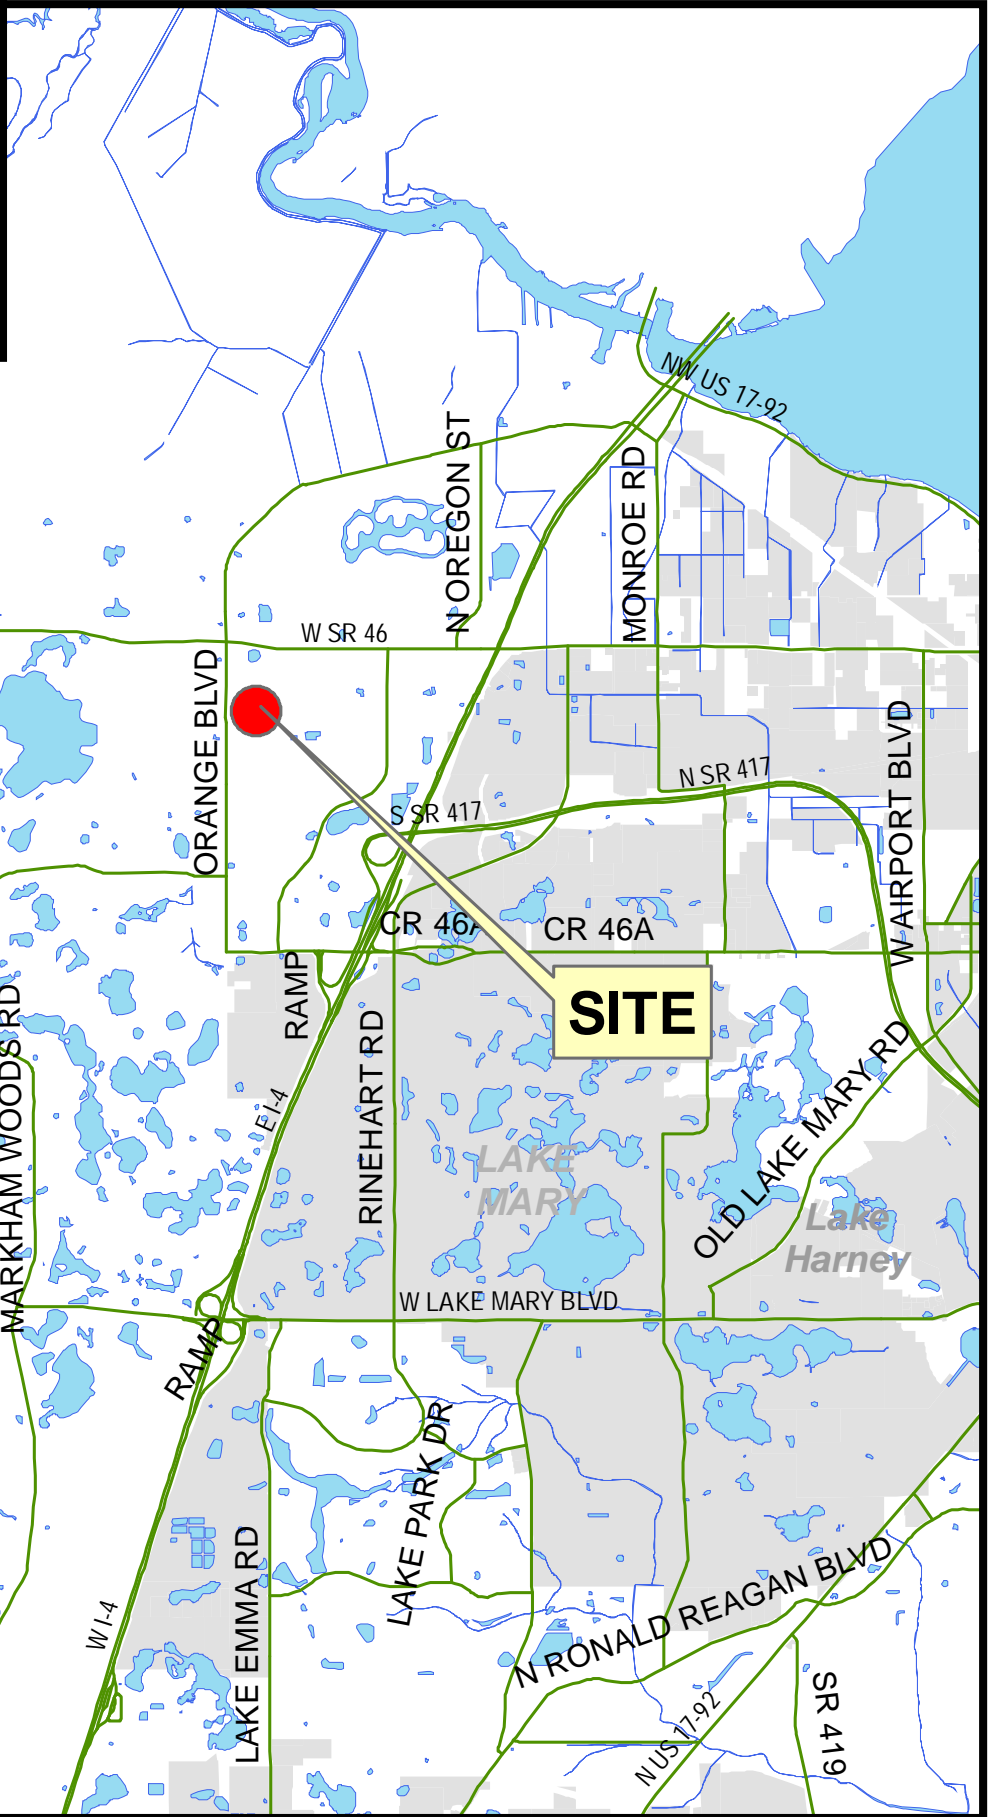 NW US 17-92
N OREGON ST
MONROE RD
W SR 46
ORANGE BLVD
W AIRPORT BLVD
N SR 417
S SR 417
CR 46A
CR 46A
SITE
RAMP
MARKHAM WOODS RD
RINEHART RD
OLD LAKE MARY RD
E I-4
LAKE
MARY
Lake
Harney
W LAKE MARY BLVD
RAMP
LAKE PARK DR
LAKE EMMA RD
N RONALD REAGAN BLVD
W I-4
SR 419
N US 17-92